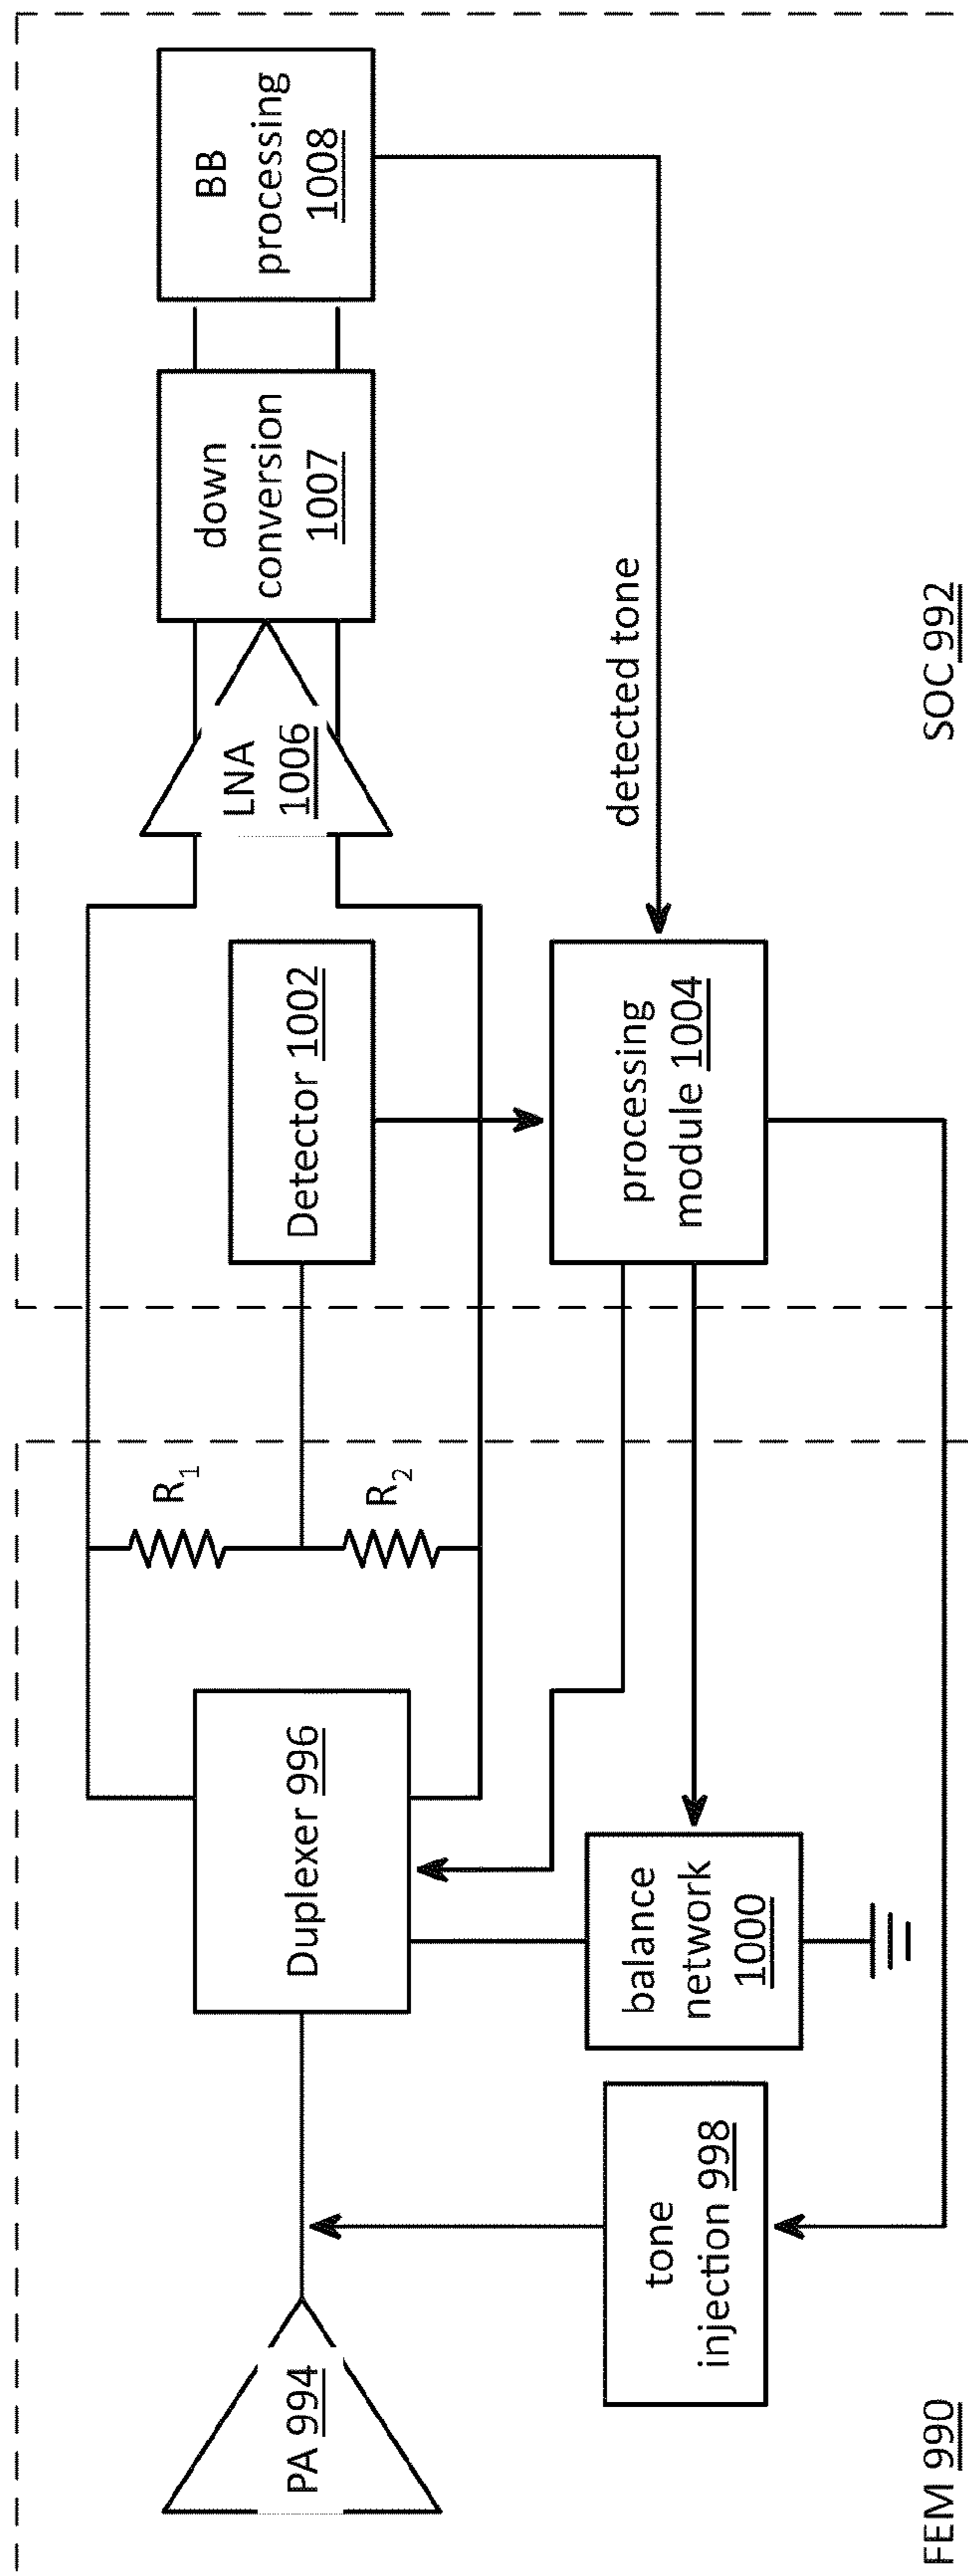 PA 994
Duplexer 996
R1
R2
tone
injection 998
balance
network
1000
FEM 990
Detector 1002
LNA
1006
down
conversion
1007
BB
processing
1008
detected tone
processing
module 1004
SOC 992